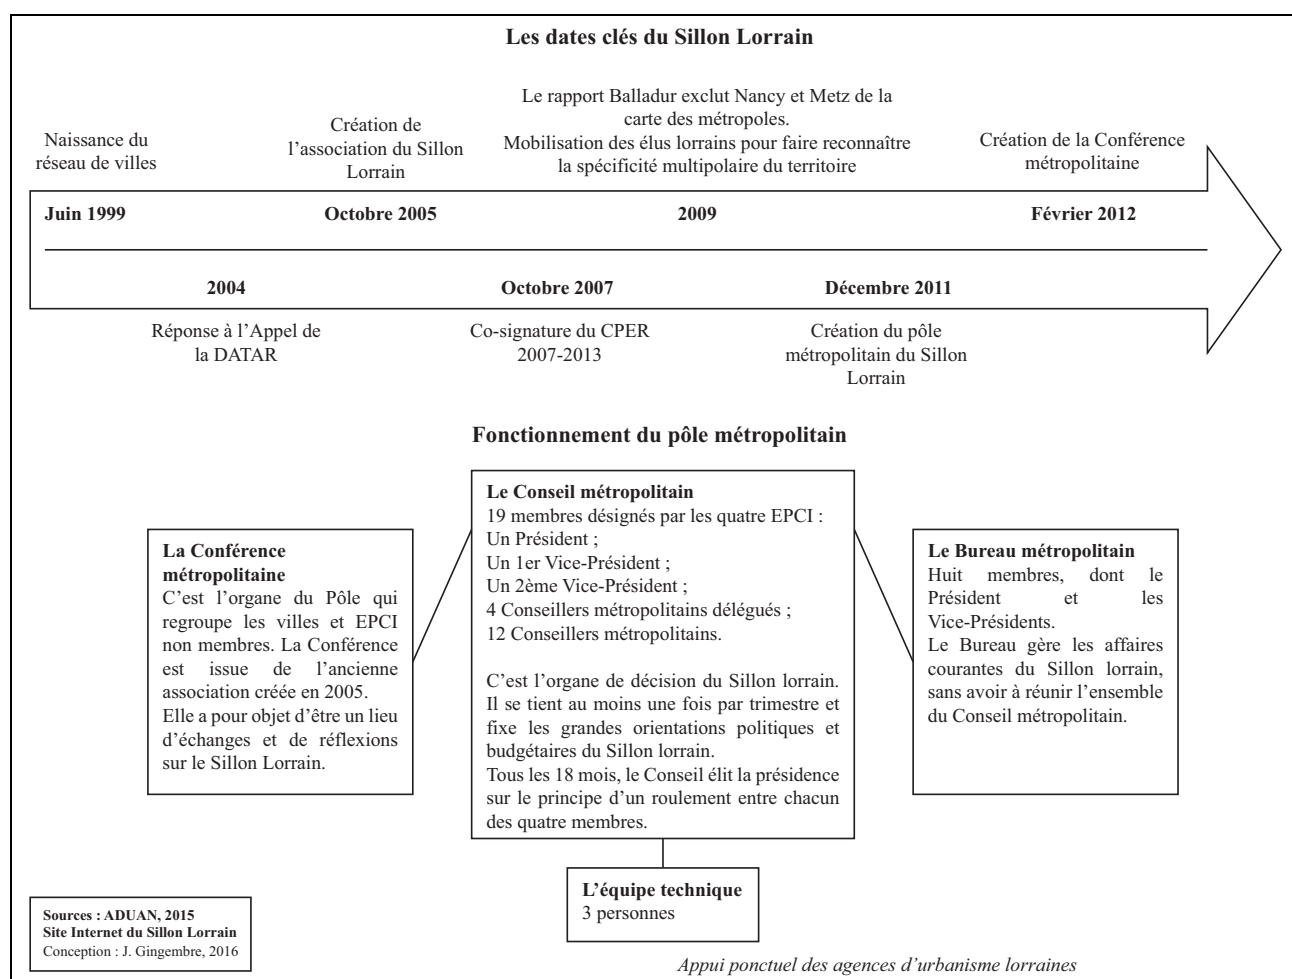 Les dates clés du Sillon Lorrain
Naissance du
réseau de villes
Création de
l’association du Sillon
Lorrain
Le rapport Balladur exclut Nancy et Metz de la
carte des métropoles.
Mobilisation des élus lorrains pour faire reconnaître
la spécificité multipolaire du territoire
Création de la Conférence
métropolitaine
Juin 1999
Octobre 2005
2009
Février 2012
2004
Octobre 2007
Décembre 2011
Réponse à l’Appel de
la DATAR
Co-signature du CPER
2007-2013
Création du pôle
métropolitain du Sillon
Lorrain
Fonctionnement du pôle métropolitain
La Conférence
métropolitaine
C’est l’organe du Pôle qui
regroupe les villes et EPCI
non membres. La Conférence
est issue de l’ancienne
association créée en 2005.
Elle a pour objet d’être un lieu
d’échanges et de réflexions
sur le Sillon Lorrain.
Le Conseil métropolitain
19 membres désignés par les quatre EPCI :
Un Président ;
Un 1er Vice-Président ;
Un 2ème Vice-Président ;
4 Conseillers métropolitains délégués ;
12 Conseillers métropolitains.
C’est l’organe de décision du Sillon lorrain.
Il se tient au moins une fois par trimestre et
fixe les grandes orientations politiques et
budgétaires du Sillon lorrain.
Tous les 18 mois, le Conseil élit la présidence
sur le principe d’un roulement entre chacun
des quatre membres.
Le Bureau métropolitain
Huit membres, dont le
Président et les
Vice-Présidents.
Le Bureau gère les affaires
courantes du Sillon lorrain,
sans avoir à réunir l’ensemble
du Conseil métropolitain.
L’équipe technique
3 personnes
Sources : ADUAN, 2015
Site Internet du Sillon Lorrain
Conception : J. Gingembre, 2016
Appui ponctuel des agences d’urbanisme lorraines